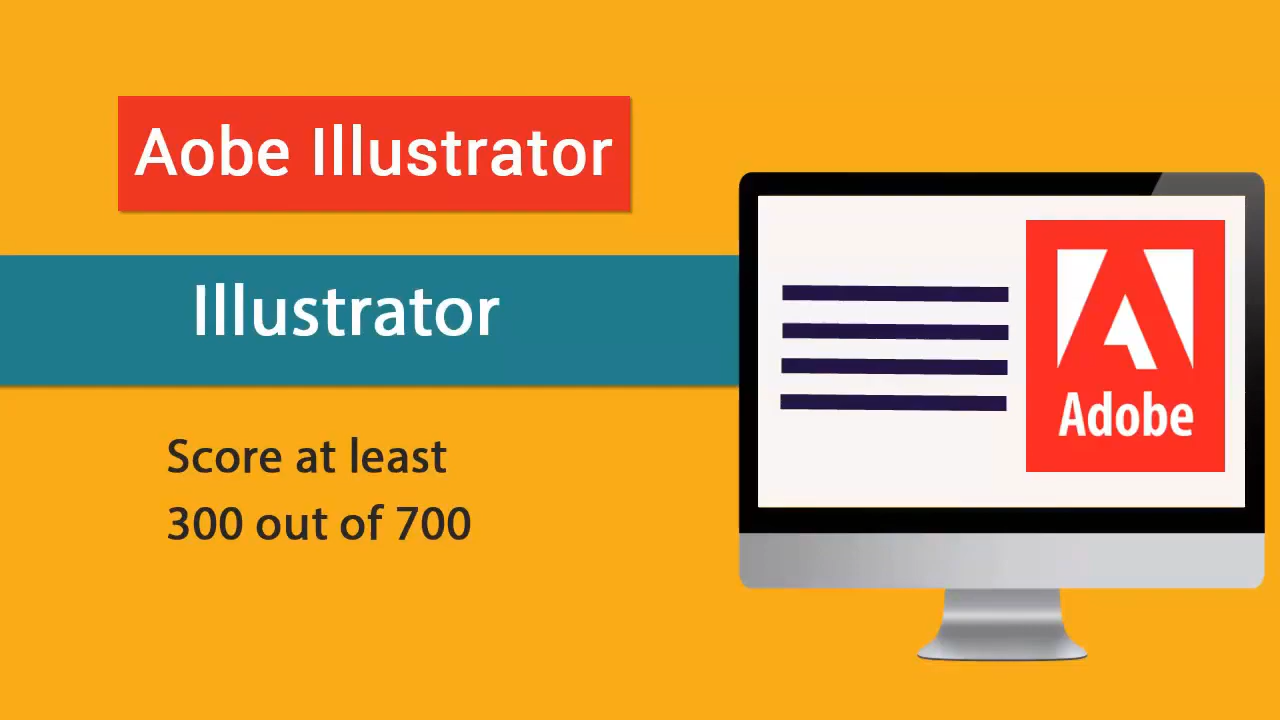 Aobe Illustrator
Illustrator
Score at least
300 out of 700
Adobe